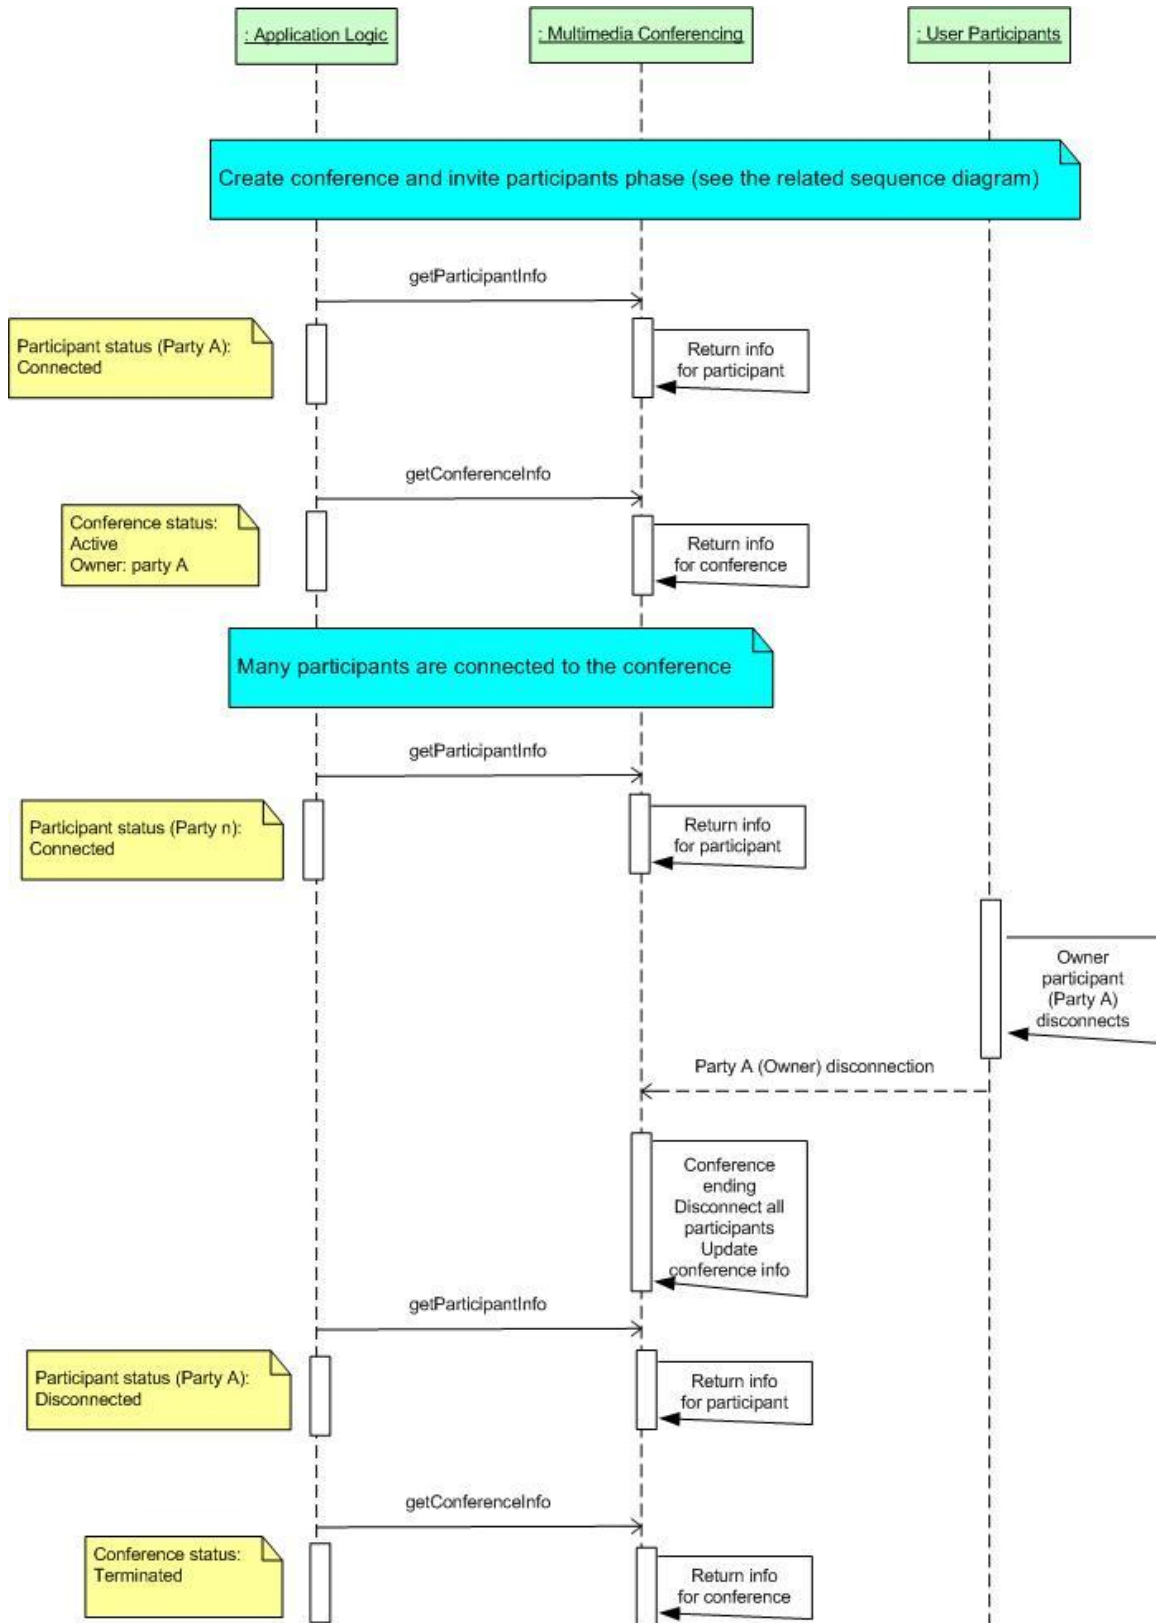 : Application Logic
: Multimedia Conferencing
: User Participants
Create conference and invite participants phase (see the related sequence diagram)
getParticipantInfo
Participant status (Party A):
Connected
Return info
for participant
getConferenceInfo
Conference status:
Active
Owner: party A
Return info
for conference
Many participants are connected to the conference
getParticipantInfo
Participant status (Party n):
Connected
Return info
for participant
Owner
participant
(Party A)
disconnects
Party A (Owner) disconnection
Conference
ending
Disconnect all
participants
Update
conference info
getParticipantInfo
Participant status (Party A):
Disconnected
Return info
for participant
getConferenceInfo
Conference status:
Terminated
Return info
for conference